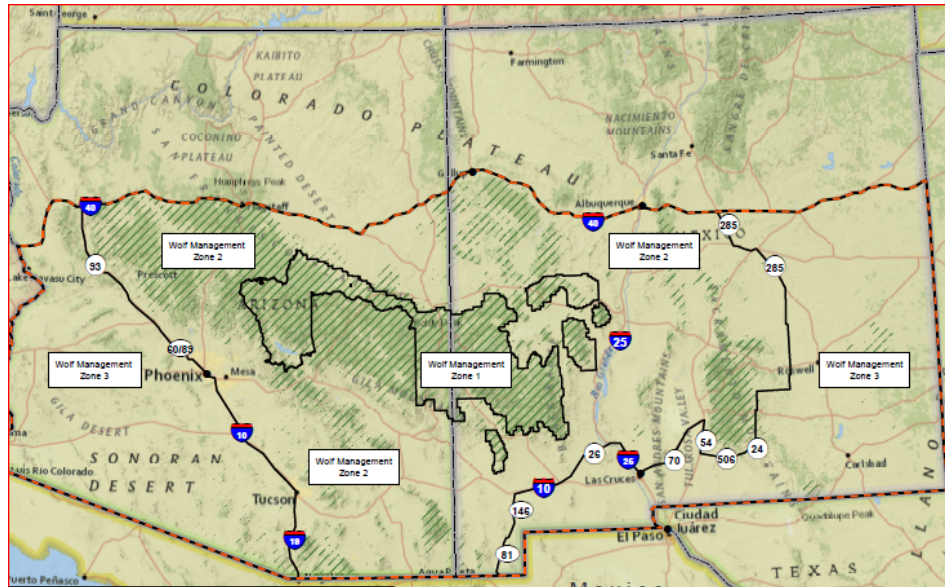 Saint George
KAIBITO
PLATEAU
Farmington
COLORADO PLATEAU
GRAND CANYON
PAINTED DESERT
COCONINO
PLATEAU
NACIMIENTO
MOUNTAINS
SANGRE DE
Santa Fe
Humphreys Peak
Flagstaff
Albuquerque
40
40
285
MEXICO
Wolf Management
Zone 2
Wolf Management
Zone 2
285
93
Prescott
Lake Havasu City
ARIZONA
25
60/89
Rio Grande
Wolf Management
Zone 3
Wolf Management
Zone 1
Roswell
Wolf Management
Zone 3
Phoenix
Mesa
GILA
GILA DESERT
10
SAN ANDRES MOUNTAINS
TULEROSA VALLEY
SONORAN
DESERT
Luis Rio Colorado
Wolf Management
Zone 2
26
25
70
54
506
24
Carlsbad
Las Cruces
10
Tucson
146
LLANO
Guadalupe Peak
Ciudad
Juárez
El Paso
19
81
Agua Prieta
Puerto Peñasco
TEXAS